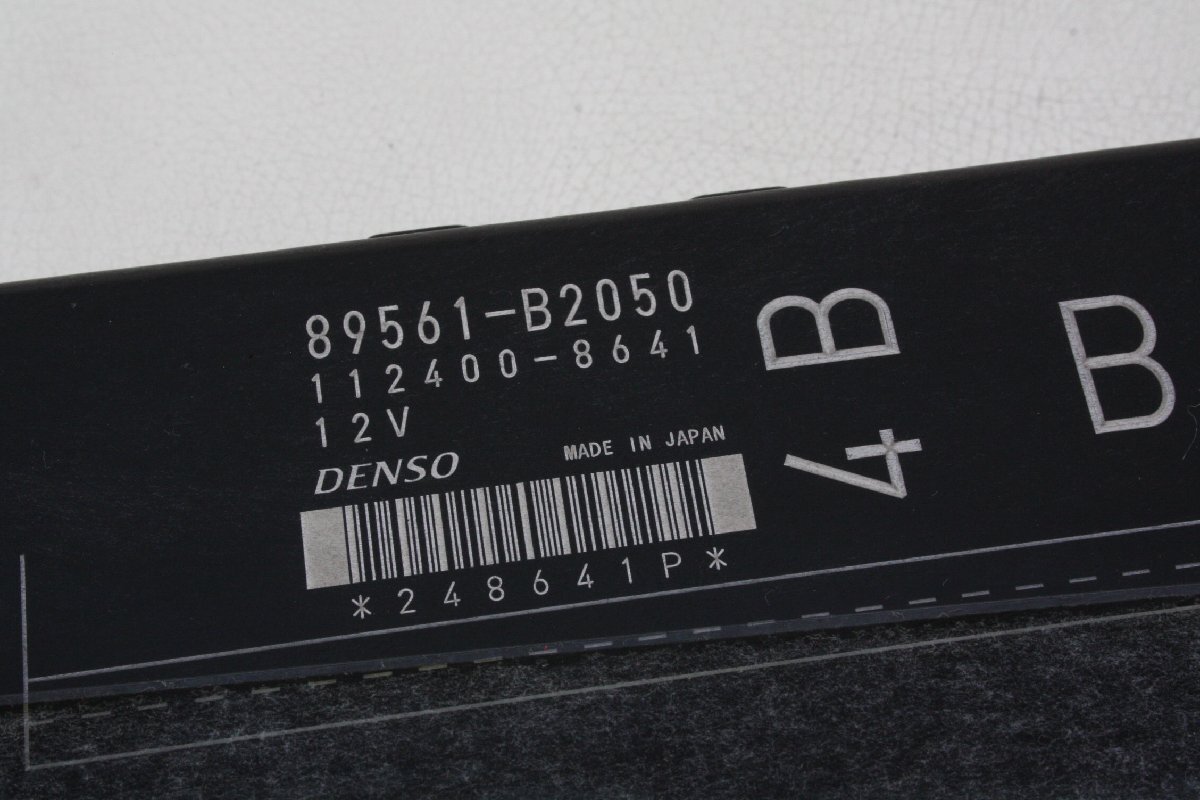 89561-B2050
112400-8641
12V
DENSO MADE IN JAPAN
*248641P*
4B
B